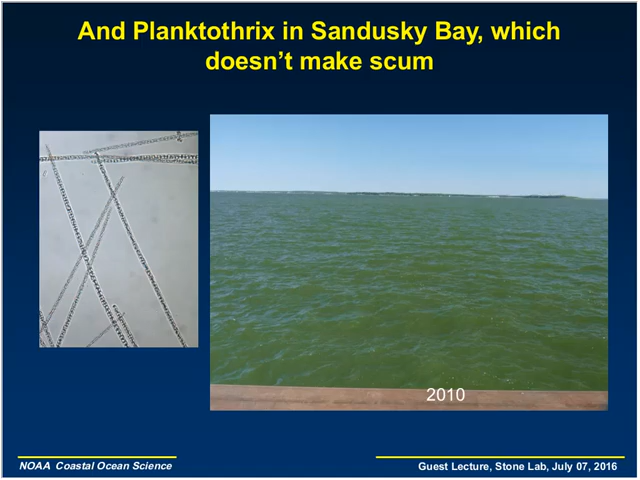 And Planktothrix in Sandusky Bay, which
doesn't make scum
2010
NOAA Coastal Ocean Science
Guest Lecture, Stone Lab, July 07, 2016